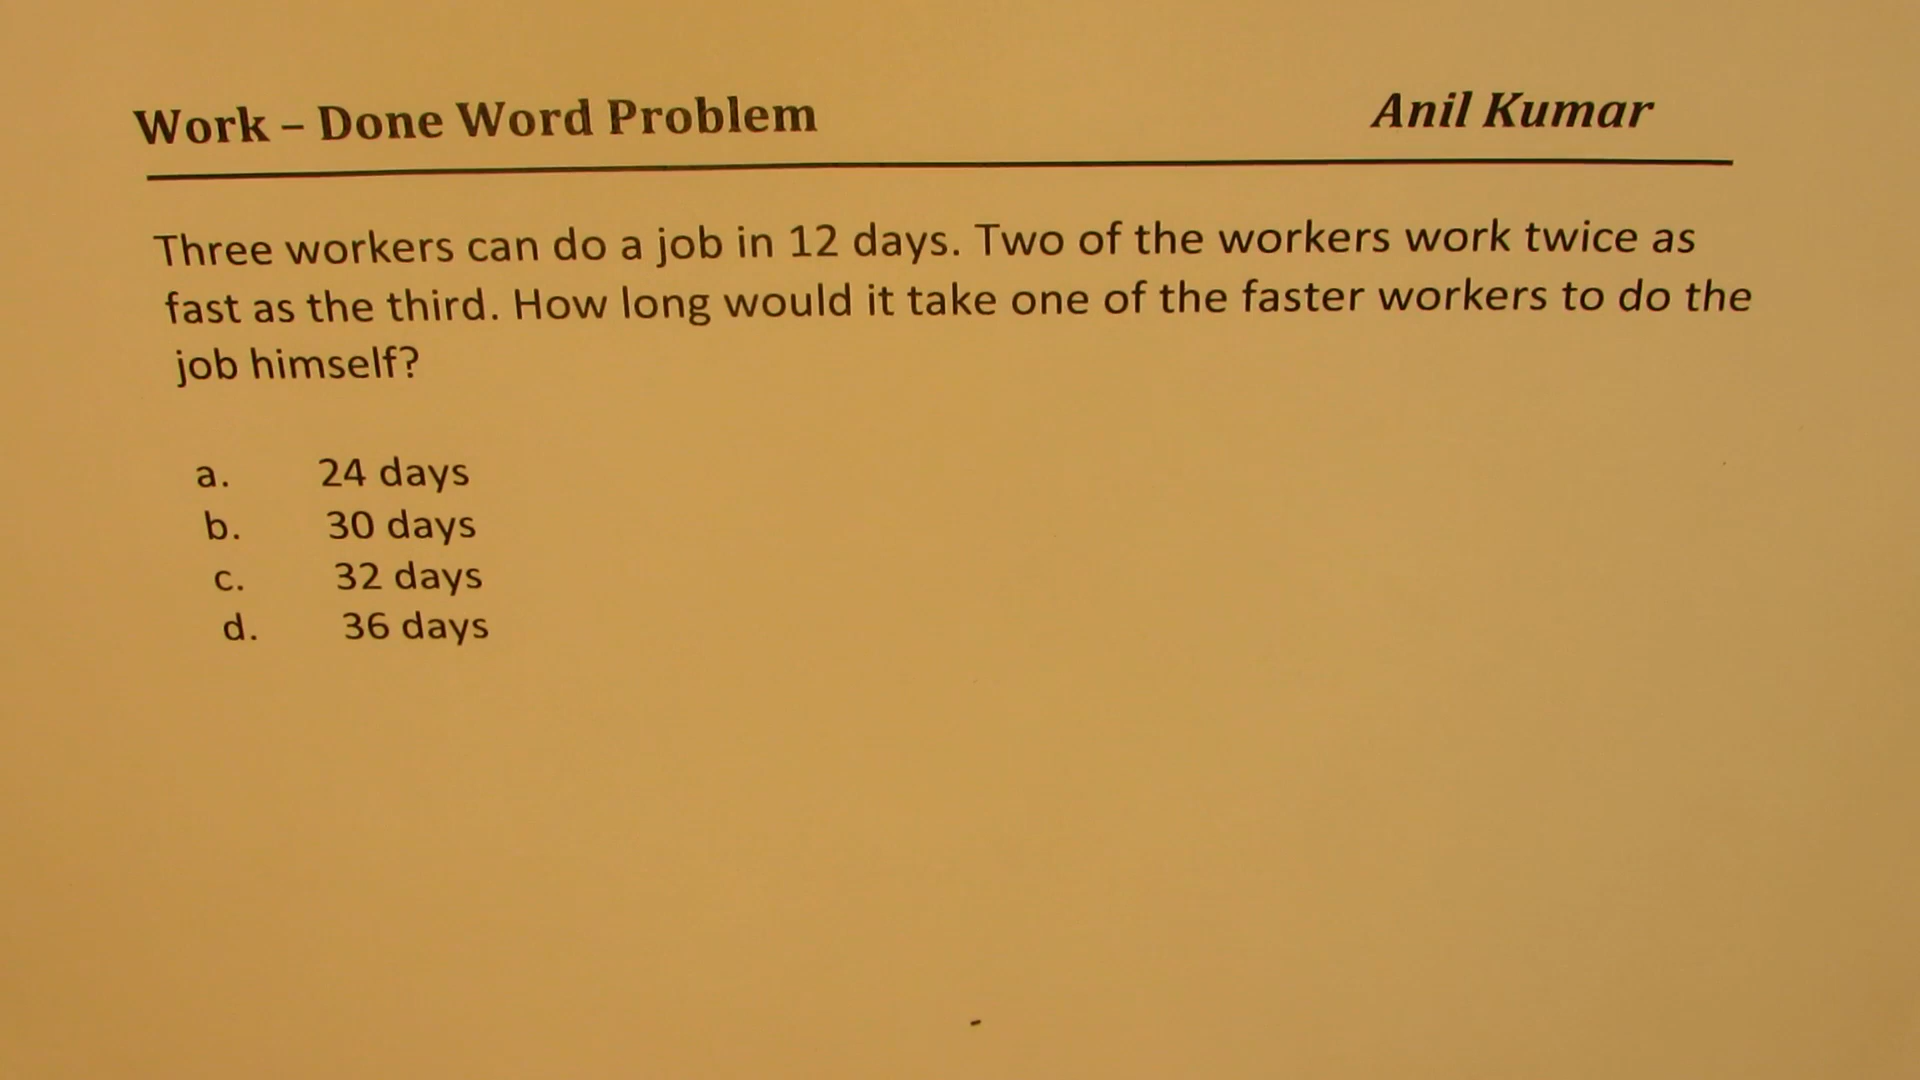 Work – Done Word Problem
Anil Kumar
Three workers can do a job in 12 days. Two of the workers work twice as
fast as the third. How long would it take one of the faster workers to do the
job himself?
a. 24 days
b. 30 days
c. 32 days
d. 36 days